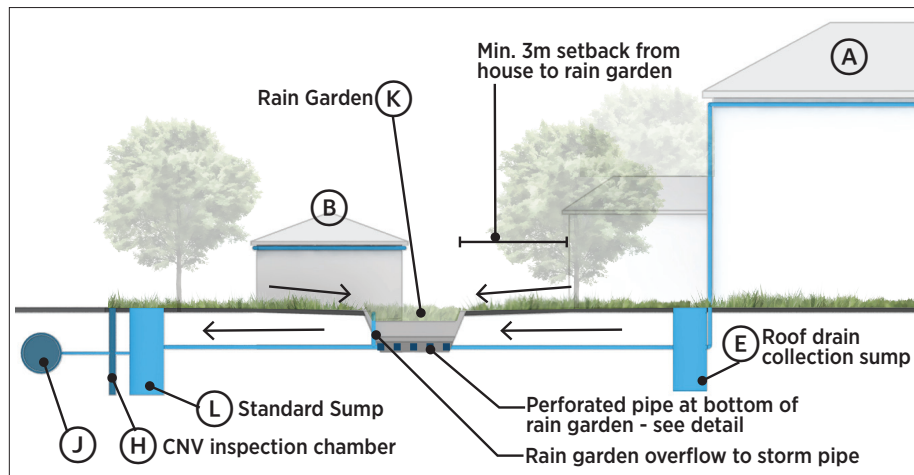 Min. 3m setback from
house to rain garden
A
Rain Garden K
B
E Roof drain
collection sump
L Standard Sump
J
H CNV inspection chamber
Perforated pipe at bottom of
rain garden - see detail
Rain garden overflow to storm pipe